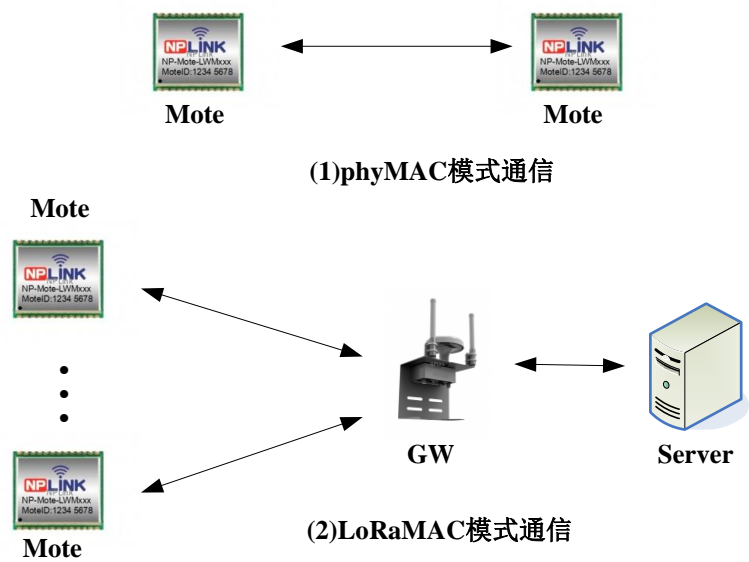 NPLINK
NP-Mote-LWMxxx
MoteID:1234 5678
Mote
NPLINK
NP-Mote-LWMxxx
MoteID:1234 5678
Mote
(1)phyMAC模式通信
Mote
NPLINK
NP-Mote-LWMxxx
MoteID:1234 5678
GW
Server
NPLINK
NP-Mote-LWMxxx
MoteID:1234 5678
Mote
(2)LoRaMAC模式通信